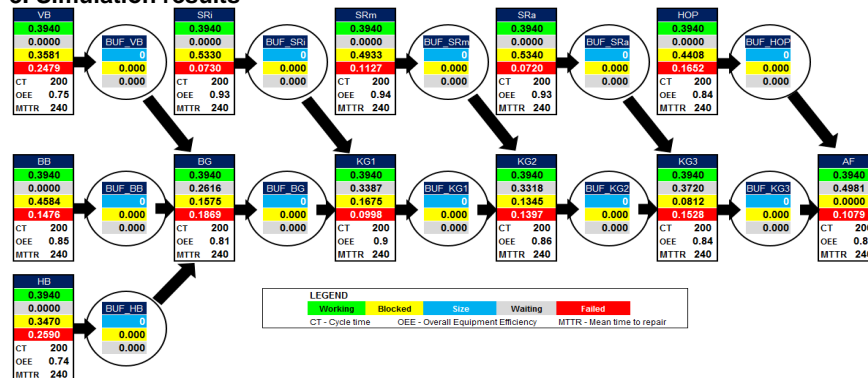 VB
0.3940
0.0000
0.3581
0.2479
CT 200
OEE 0.75
MTTR 240
BUF_VB
0
0.000
0.000
SRi
0.3940
0.0000
0.5330
0.0730
CT 200
OEE 0.93
MTTR 240
BUF_SRi
0
0.000
0.000
SRm
0.3940
0.0000
0.4933
0.1127
CT 200
OEE 0.94
MTTR 240
BUF_SRm
0
0.000
0.000
SRa
0.3940
0.0000
0.5340
0.0720
CT 200
OEE 0.93
MTTR 240
BUF_SRa
0
0.000
0.000
HOP
0.3940
0.0000
0.4408
0.1652
CT 200
OEE 0.84
MTTR 240
BUF_HOP
0
0.000
0.000
BB
0.3940
0.0000
0.4584
0.1476
CT 200
OEE 0.85
MTTR 240
BUF_BB
0
0.000
0.000
BG
0.3940
0.2616
0.1575
0.1869
CT 200
OEE 0.81
MTTR 240
BUF_BG
0
0.000
0.000
KG1
0.3940
0.3387
0.1675
0.0998
CT 200
OEE 0.9
MTTR 240
BUF_KG1
0
0.000
0.000
KG2
0.3940
0.3318
0.1345
0.1397
CT 200
OEE 0.86
MTTR 240
BUF_KG2
0
0.000
0.000
KG3
0.3940
0.3720
0.0812
0.1528
CT 200
OEE 0.84
MTTR 240
BUF_KG3
0
0.000
0.000
AF
0.3940
0.4981
0.0000
0.1079
CT
OEE
MTTR
HB
0.3940
0.0000
0.3470
0.2590
CT 200
OEE 0.74
MTTR 240
BUF_HB
0
0.000
0.000
LEGEND
Working Blocked Size Waiting Failed
CT - Cycle time OEE - Overall Equipment Efficiency MTTR - Mean time to repair